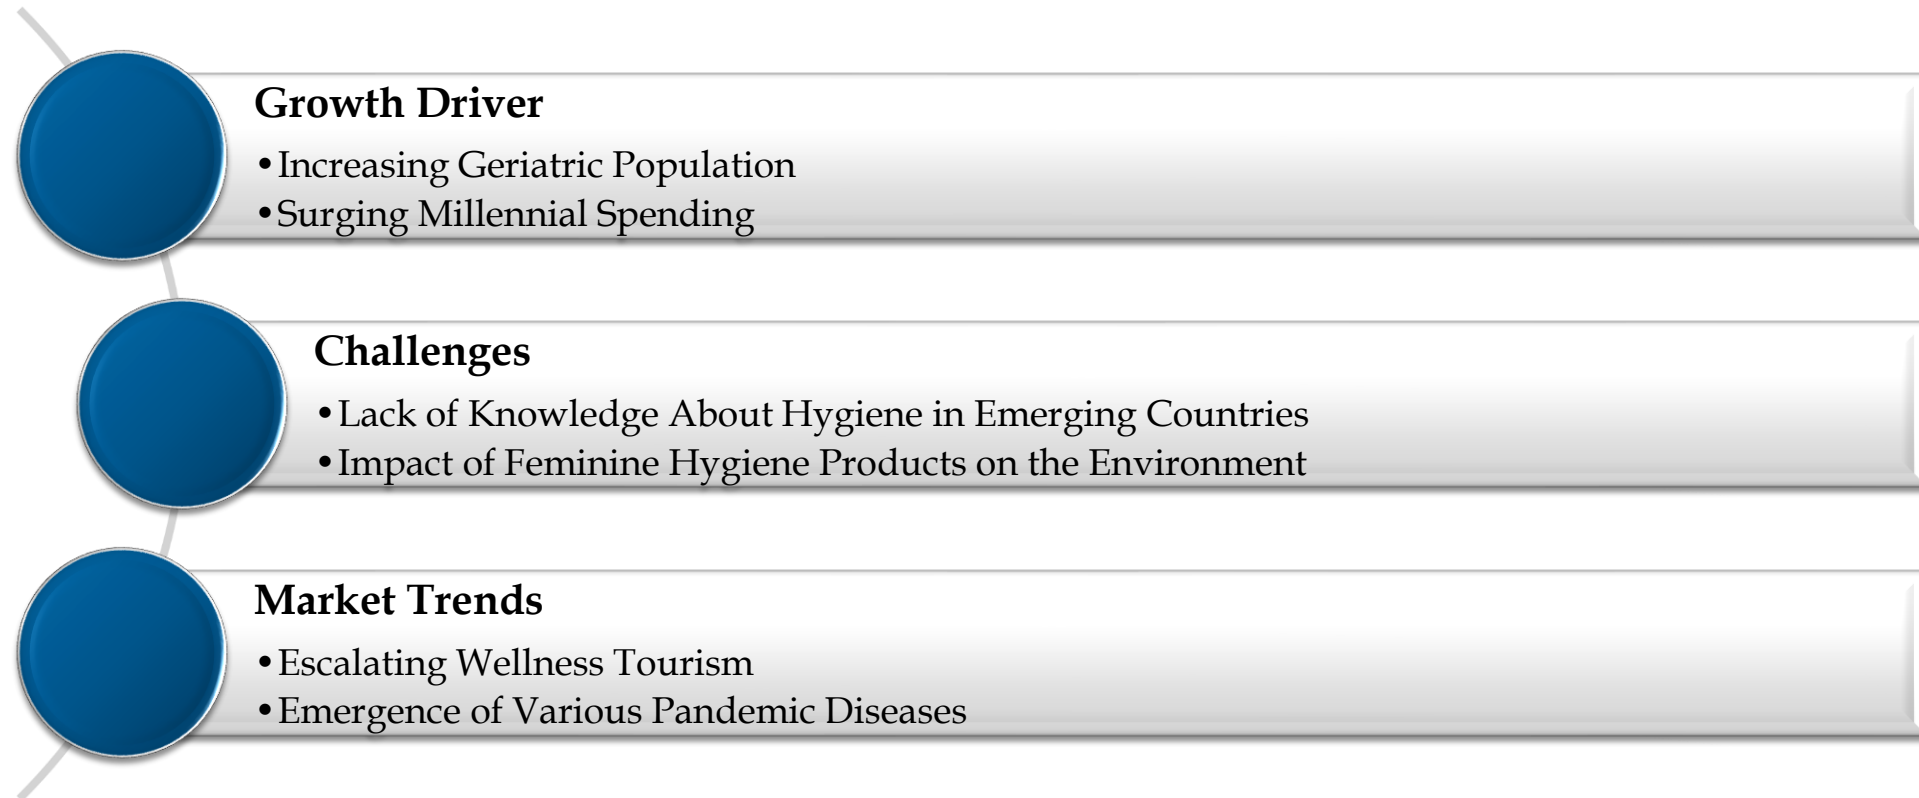 Growth Driver
•Increasing Geriatric Population
•Surging Millennial Spending
Challenges
•Lack of Knowledge About Hygiene in Emerging Countries
•Impact of Feminine Hygiene Products on the Environment
Market Trends
•Escalating Wellness Tourism
•Emergence of Various Pandemic Diseases